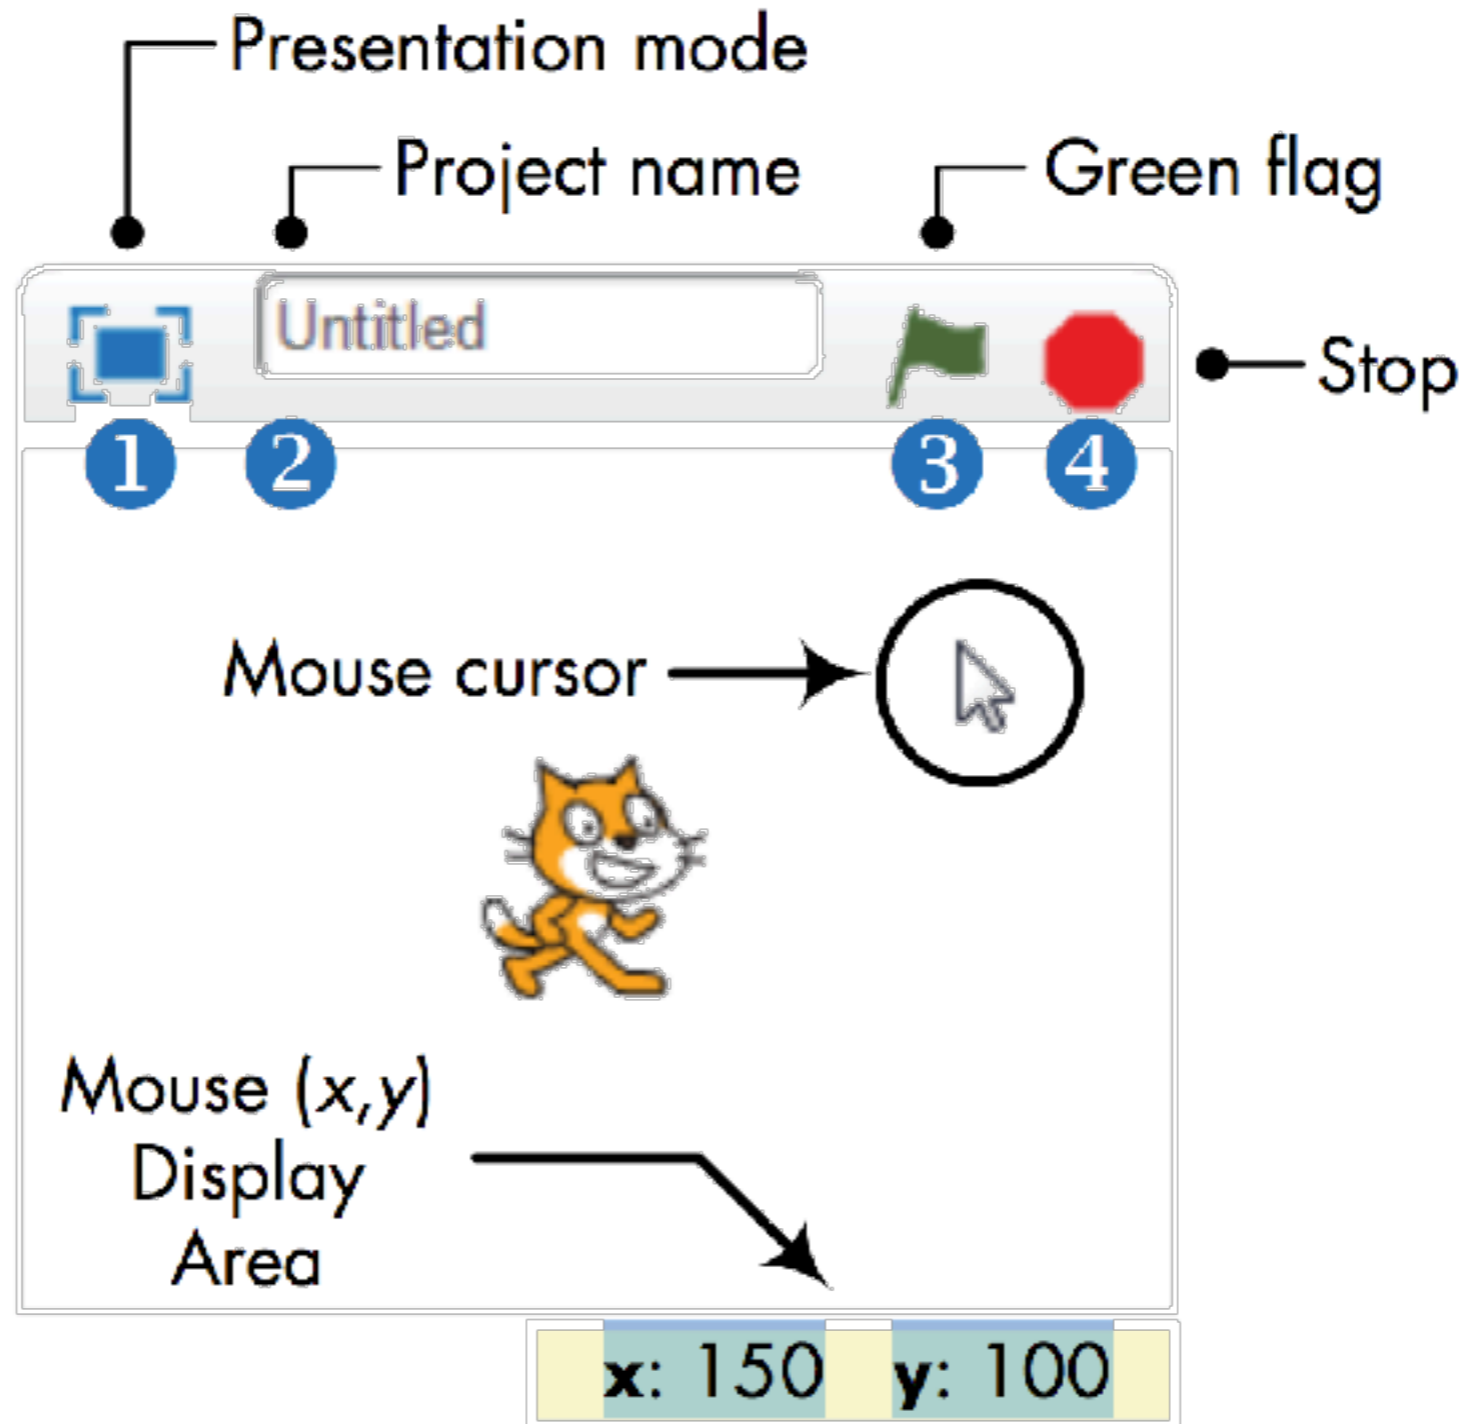 Presentation mode
Project name
Green flag
Untitled
Stop
1 2 3 4
Mouse cursor
Mouse (x,y)
Display
Area
x: 150 y: 100